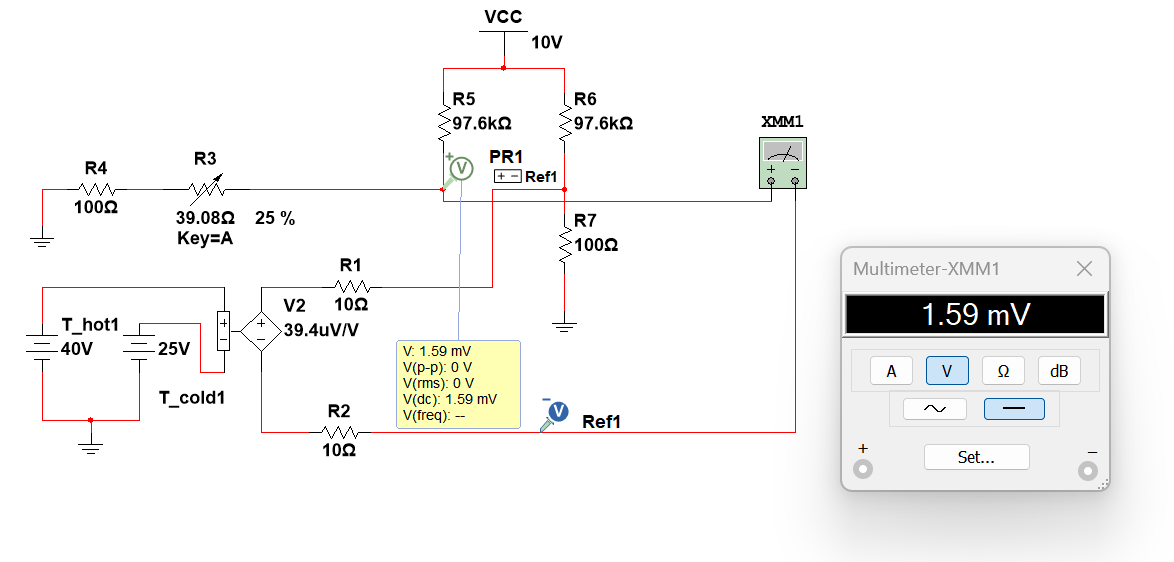 VCC
10V
R5
97.6kΩ
R6
97.6kΩ
XMM1
+ −
PR1
+ − Ref1
V
+
R4
100Ω
R3
39.08Ω 25 %
Key=A
R7
100Ω
R1
10Ω
V2
39.4uV/V
+
−
+
−
T_hot1
40V
25V
T_cold1
V: 1.59 mV
V(p-p): 0 V
V(rms): 0 V
V(dc): 1.59 mV
V(freq): --
R2
10Ω
−
V
Ref1
Multimeter-XMM1
1.59 mV
A V Ω dB
+ Set... −